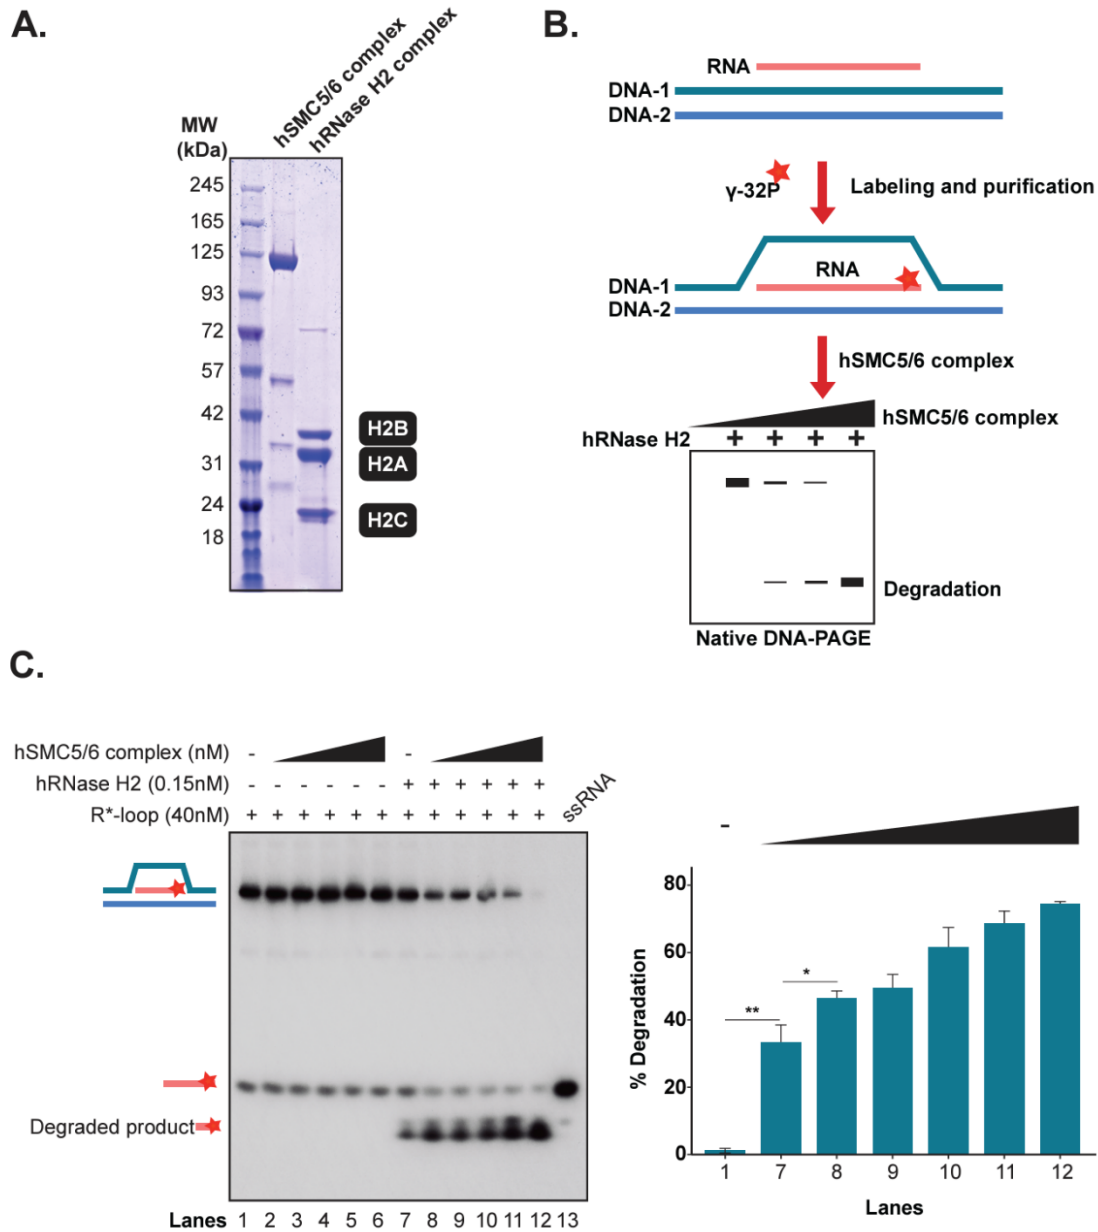 A.
hSMC5/6 complex
hRNase H2 complex
MW
(kDa)
245
165
125
93
72
57
42
31
24
18
H2B
H2A
H2C
B.
RNA
DNA-1
DNA-2
γ-32P
Labeling and purification
RNA
DNA-1
DNA-2
hSMC5/6 complex
hSMC5/6 complex
hRNase H2 + + + +
Degradation
Native DNA-PAGE
C.
hSMC5/6 complex (nM) - -
hRNase H2 (0.15nM) - - - - - - + + + + + +
R*-loop (40nM) + + + + + + + + + + + +
ssRNA
Degraded product
Lanes 1 2 3 4 5 6 7 8 9 10 11 12 13
-
% Degradation
80
60
40
20
0
**
*
1 7 8 9 10 11 12
Lanes